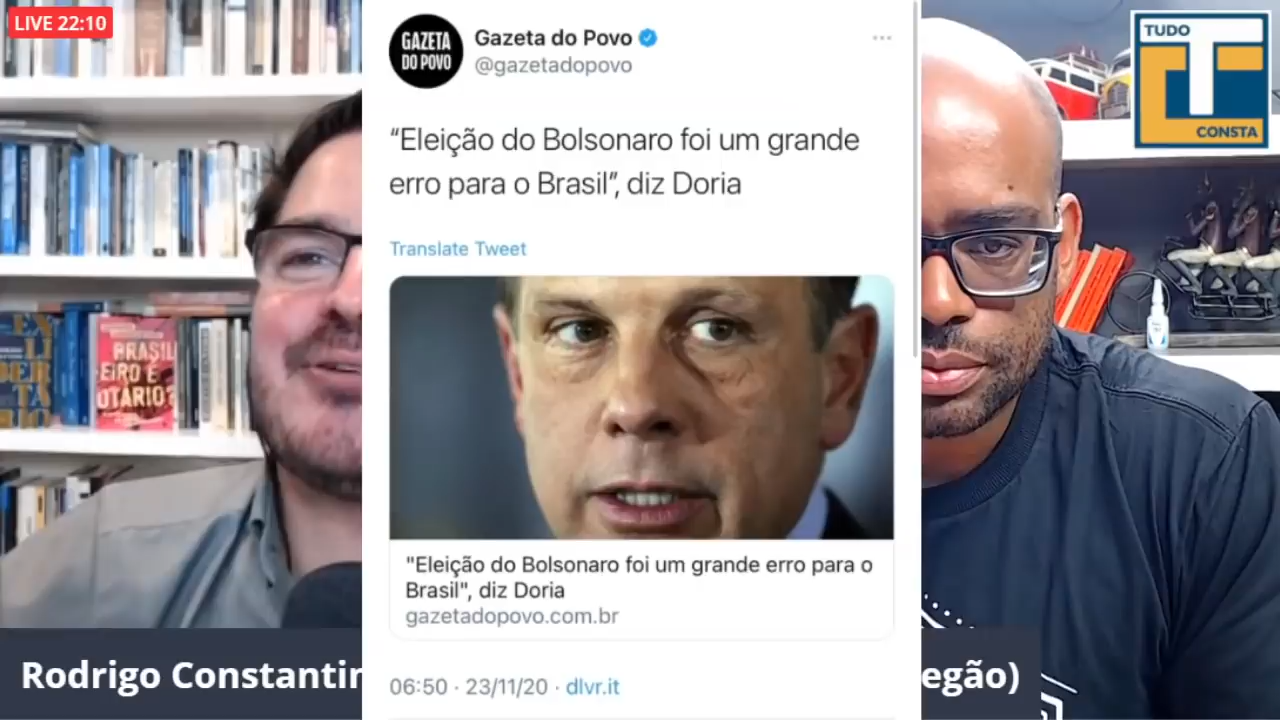 LIVE 22:10
GAZETA
DO POVO
Gazeta do Povo
@gazetadopovo
“Eleição do Bolsonaro foi um grande
erro para o Brasil”, diz Doria
Translate Tweet
"Eleição do Bolsonaro foi um grande erro para o
Brasil", diz Doria
gazetadopovo.com.br
06:50 · 23/11/20 · dlvr.it
TUDO
CONSTA
BRASIL
EIRO É
OTÁRIO?
Rodrigo Constantin
egão)